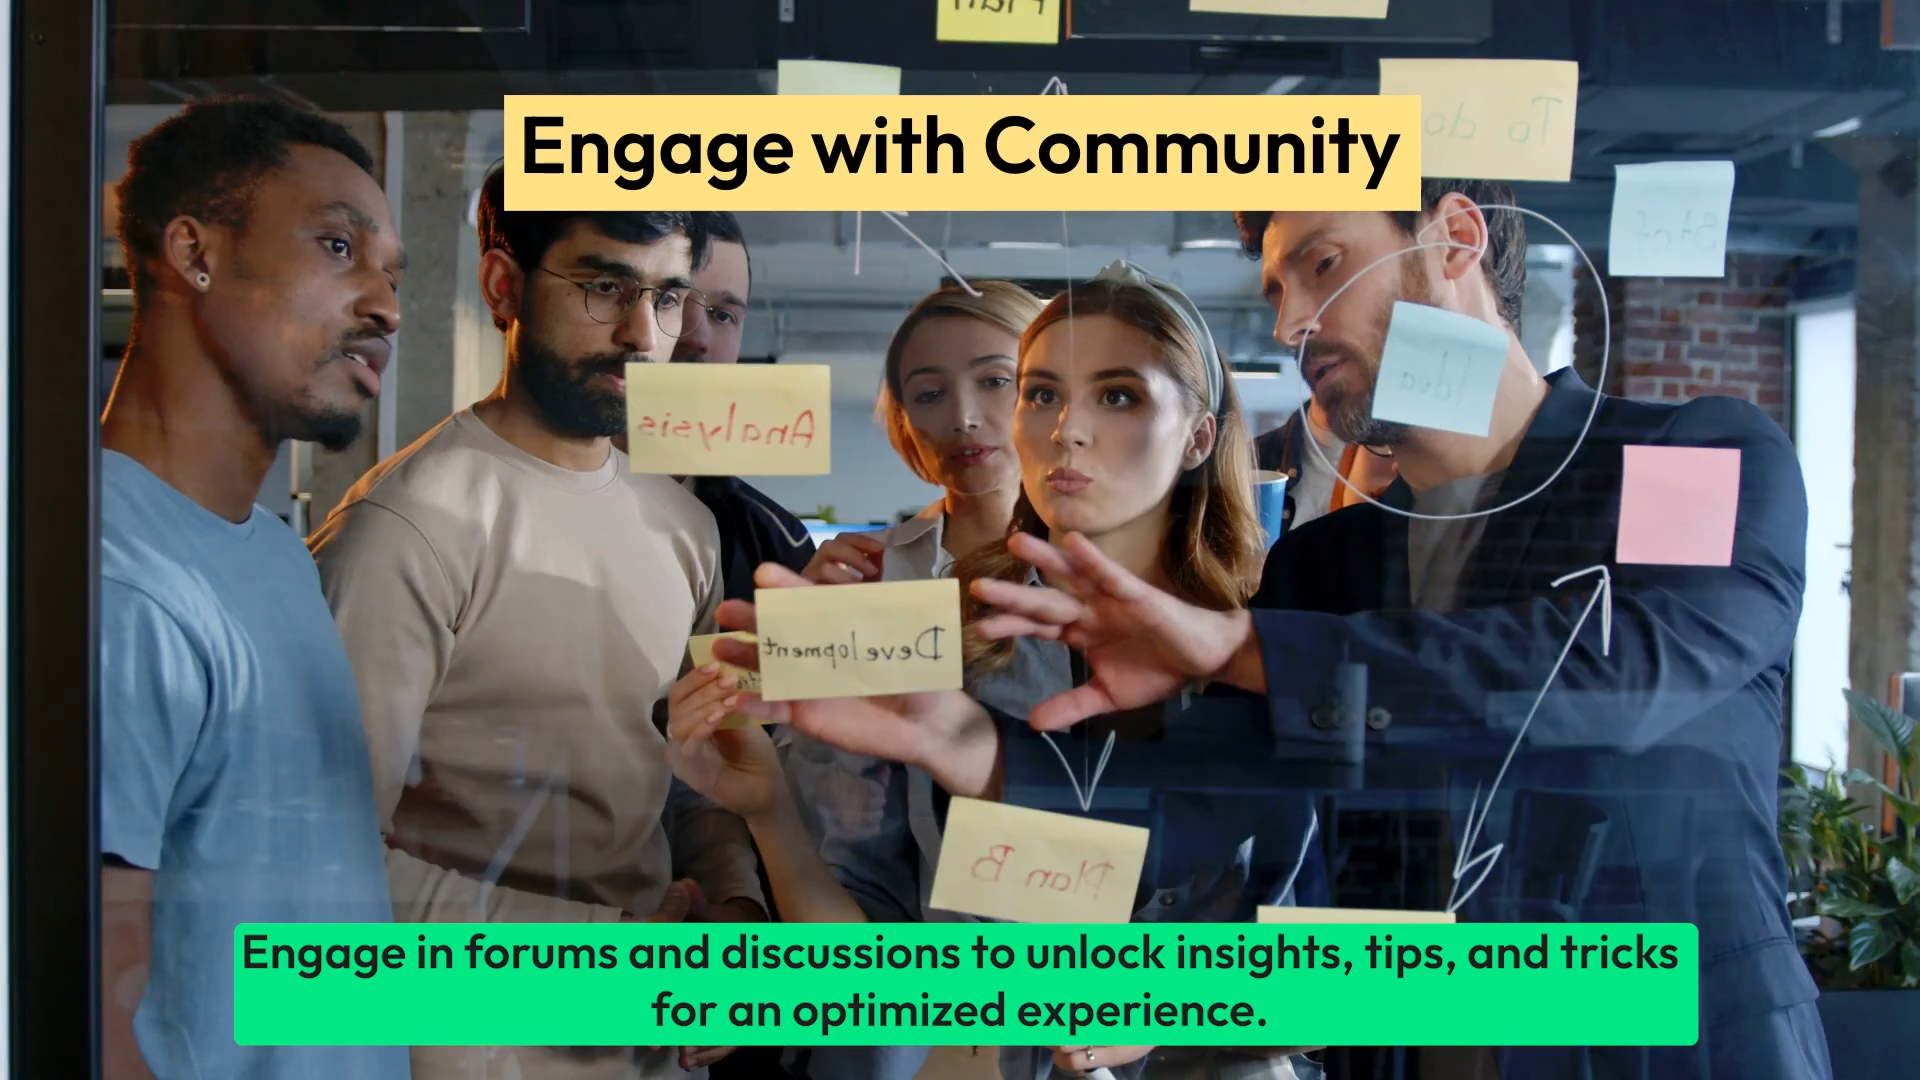 Plan
To do
Engage with Community
Idea
Analysis
Development
Plan B
Engage in forums and discussions to unlock insights, tips, and tricks
for an optimized experience.